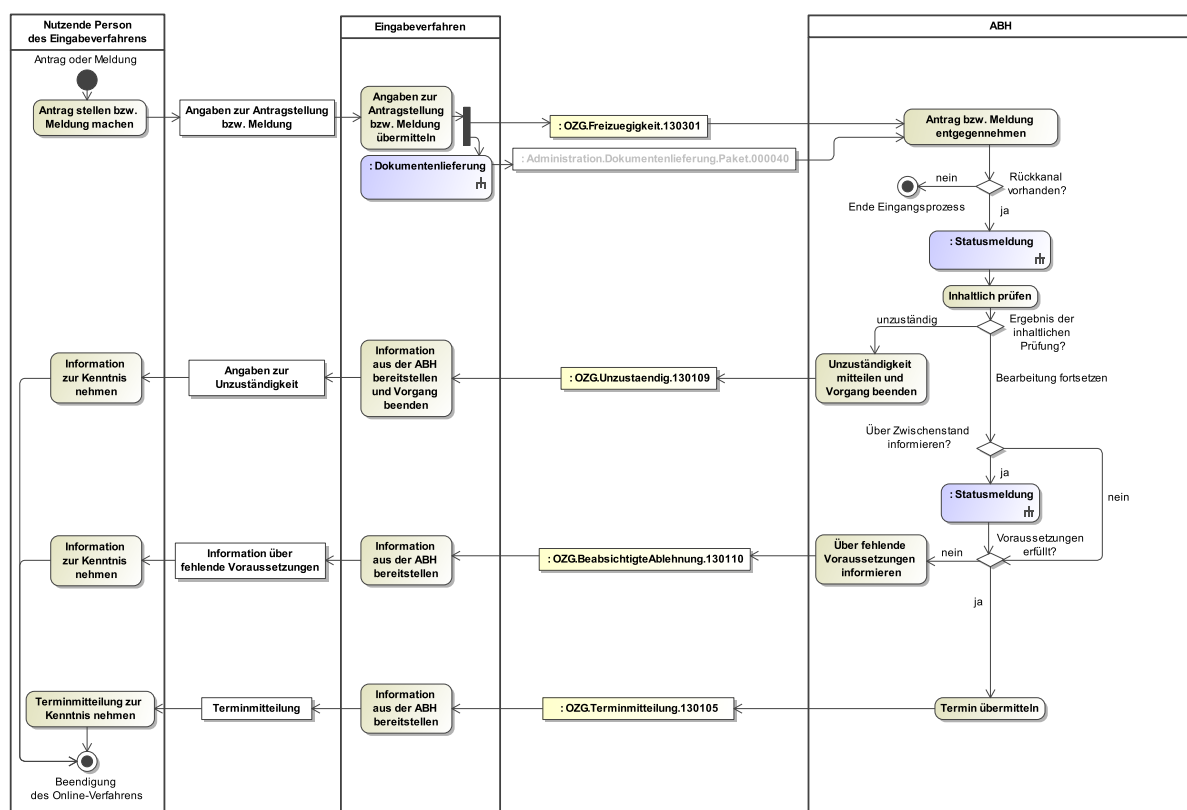 Nutzende Person
des Eingabeverfahrens
Eingabeverfahren
ABH
Antrag oder Meldung
Antrag stellen bzw.
Meldung machen
Angaben zur Antragstellung
bzw. Meldung
Angaben zur
Antragstellung
bzw. Meldung
übermitteln
: Dokumentenlieferung
: OZG.Freizuegigkeit.130301
: Administration.Dokumentenlieferung.Paket.000040
Antrag bzw. Meldung
entgegennehmen
Rückkanal
vorhanden?
nein
Ende Eingangsprozess
ja
: Statusmeldung
Inhaltlich prüfen
unzuständig
Ergebnis der
inhaltlichen
Prüfung?
Information
zur Kenntnis
nehmen
Angaben zur
Unzuständigkeit
Information
aus der ABH
bereitstellen
und Vorgang
beenden
: OZG.Unzustaendig.130109
Unzuständigkeit
mitteilen und
Vorgang beenden
Bearbeitung fortsetzen
Über Zwischenstand
informieren?
ja
nein
: Statusmeldung
Voraussetzungen
erfüllt?
Information
zur Kenntnis
nehmen
Information über
fehlende Voraussetzungen
Information
aus der ABH
bereitstellen
: OZG.BeabsichtigteAblehnung.130110
Über fehlende
Voraussetzungen
informieren
nein
ja
Terminmitteilung zur
Kenntnis nehmen
Terminmitteilung
Information
aus der ABH
bereitstellen
: OZG.Terminmitteilung.130105
Termin übermitteln
Beendigung
des Online-Verfahrens